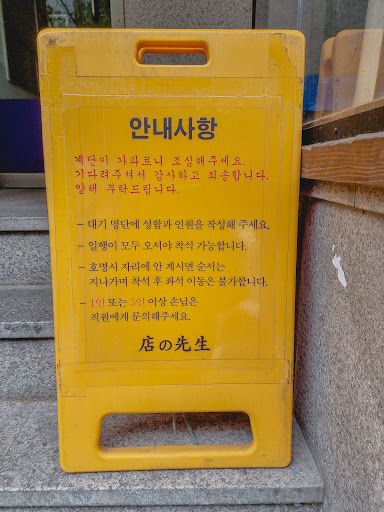 안내사항
계단이 가파르니 조심해주세요.
기다려주셔서 감사하고 죄송합니다.
양해 부탁드립니다.
- 대기 명단에 성함과 인원을 작성해 주세요.
- 일행이 모두 오셔야 착석 가능합니다.
- 호명시 자리에 안 계시면 순서는
지나가며 착석 후 좌석 이동은 불가합니다.
- 1인 또는 5인 이상 손님은
직원에게 문의해주세요.
店の先生